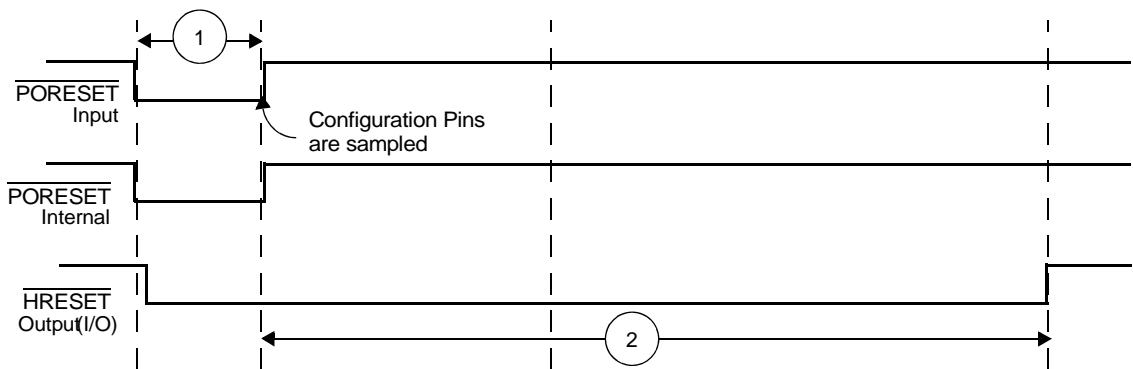 1
PORESET
Input
Configuration Pins
are sampled
PORESET
Internal
HRESET
Output(I/O)
2